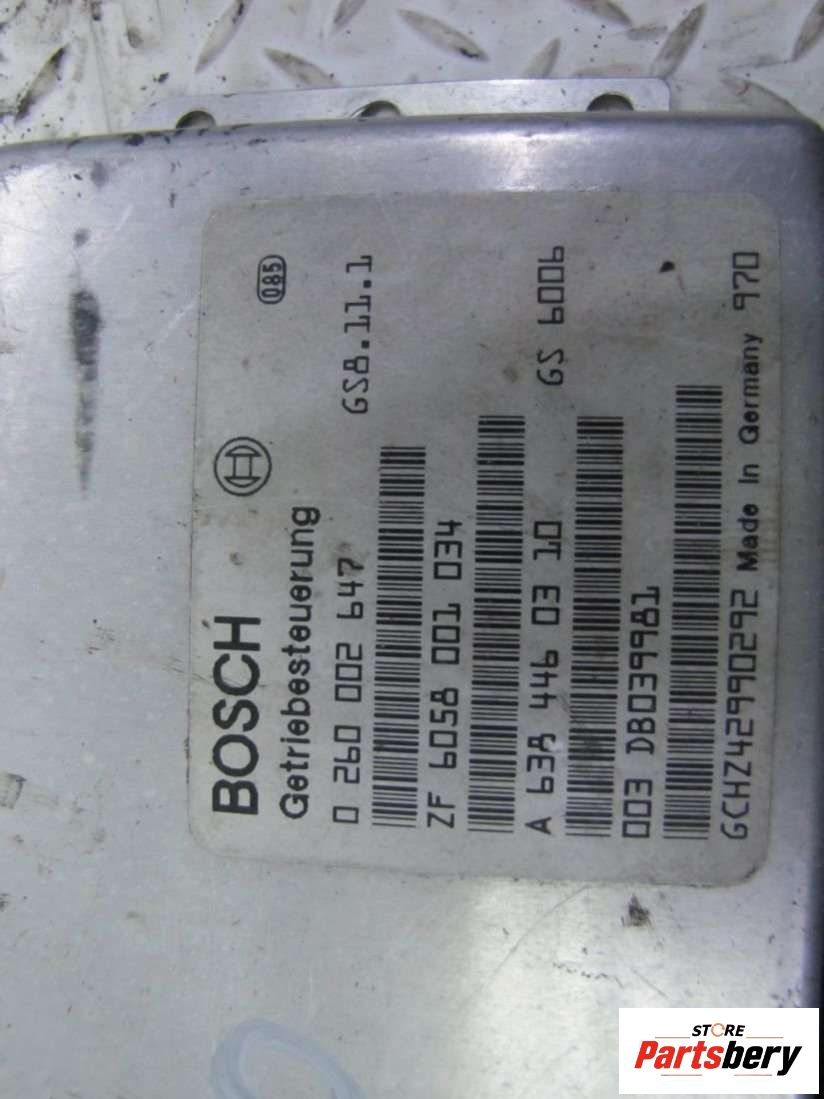 BOSCH
085
Getriebesteuerung
0 260 002 647 GS8.11.1
ZF 6058 001 034
A 638 446 03 10 GS 6006
003 DB039981
GCHZ42990292 Made In Germany 970
STORE
Partsbery